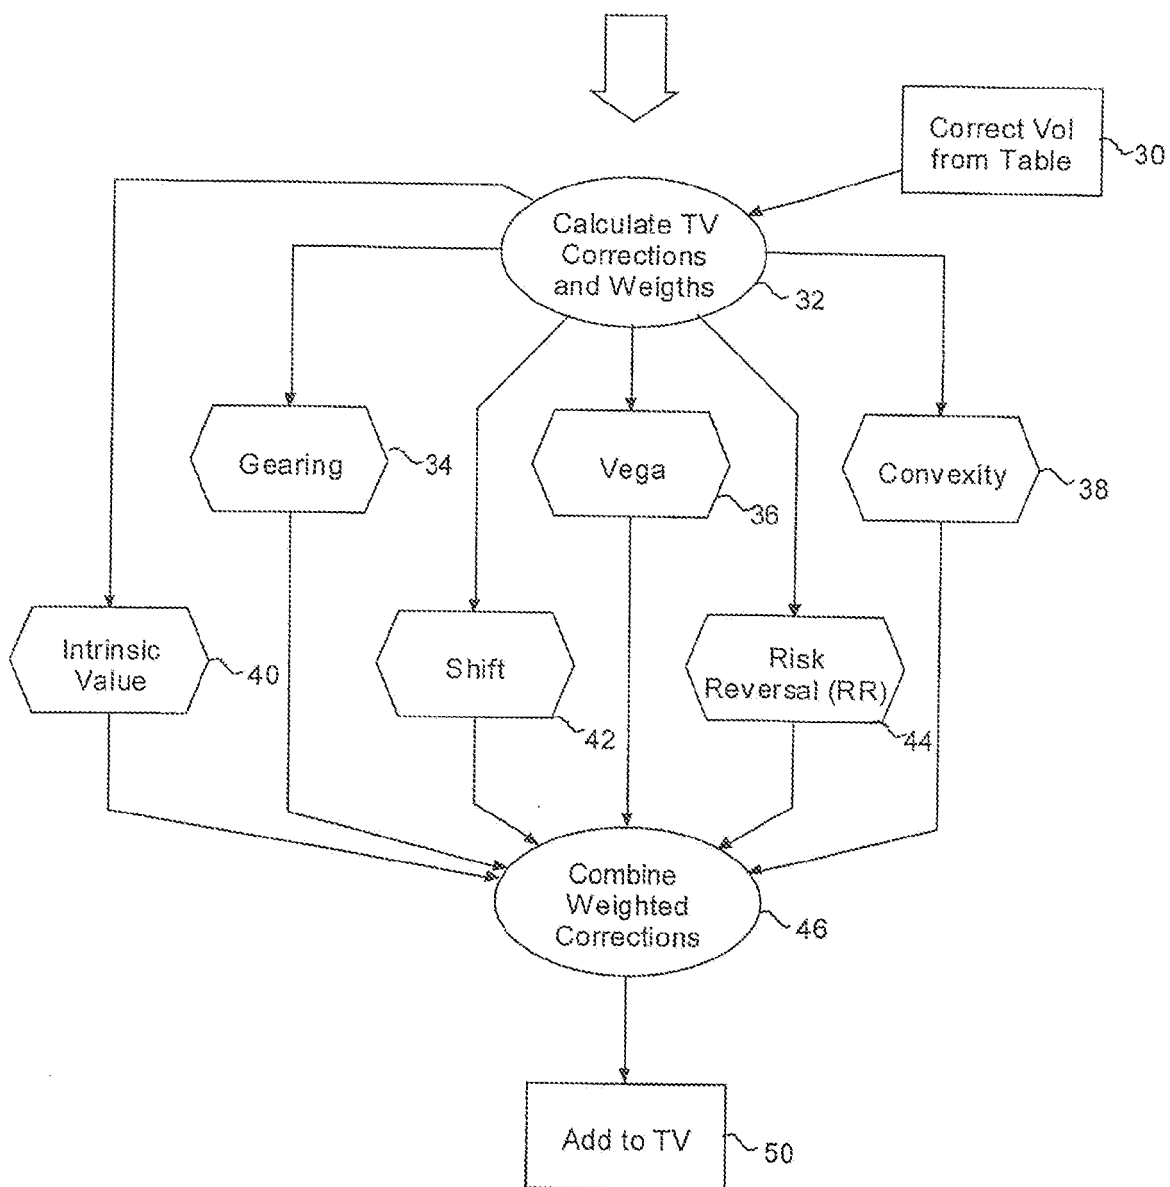 Correct Vol
from Table
30
Calculate TV
Corrections
and Weigths
32
Gearing
34
Vega
36
Convexity
38
Intrinsic
Value
40
Shift
42
Risk
Reversal (RR)
44
Combine
Weighted
Corrections
46
Add to TV
50